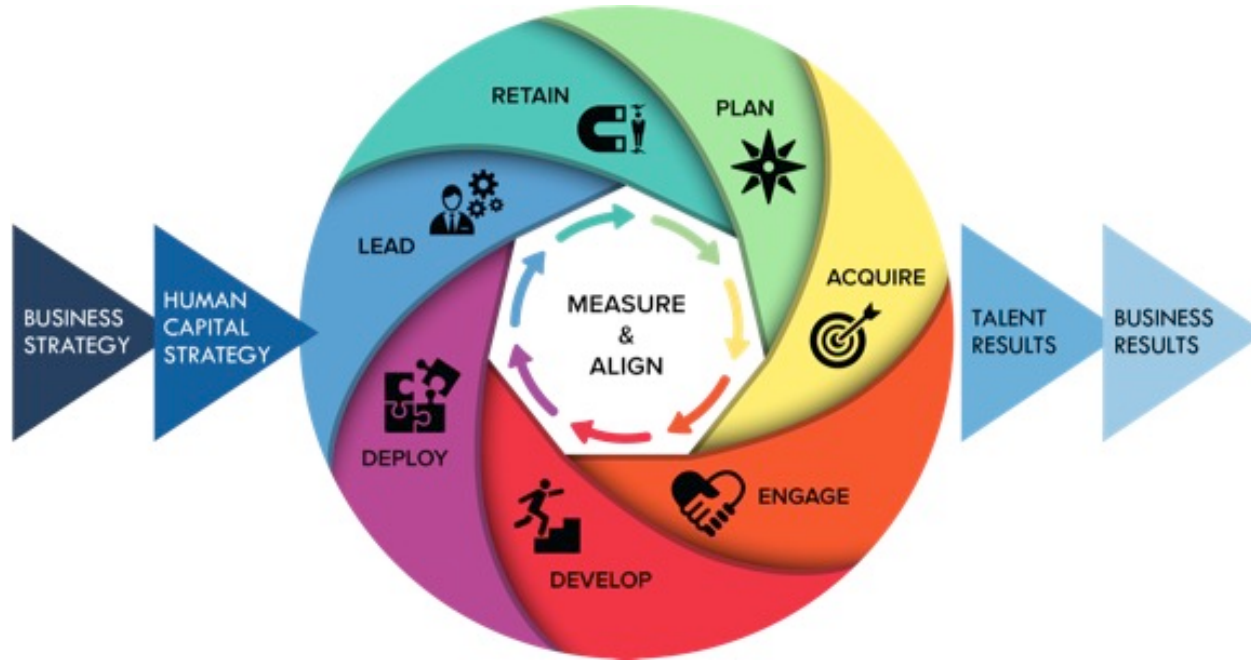 BUSINESS
STRATEGY
HUMAN
CAPITAL
STRATEGY
RETAIN
PLAN
ACQUIRE
ENGAGE
DEVELOP
DEPLOY
LEAD
MEASURE
&
ALIGN
TALENT
RESULTS
BUSINESS
RESULTS